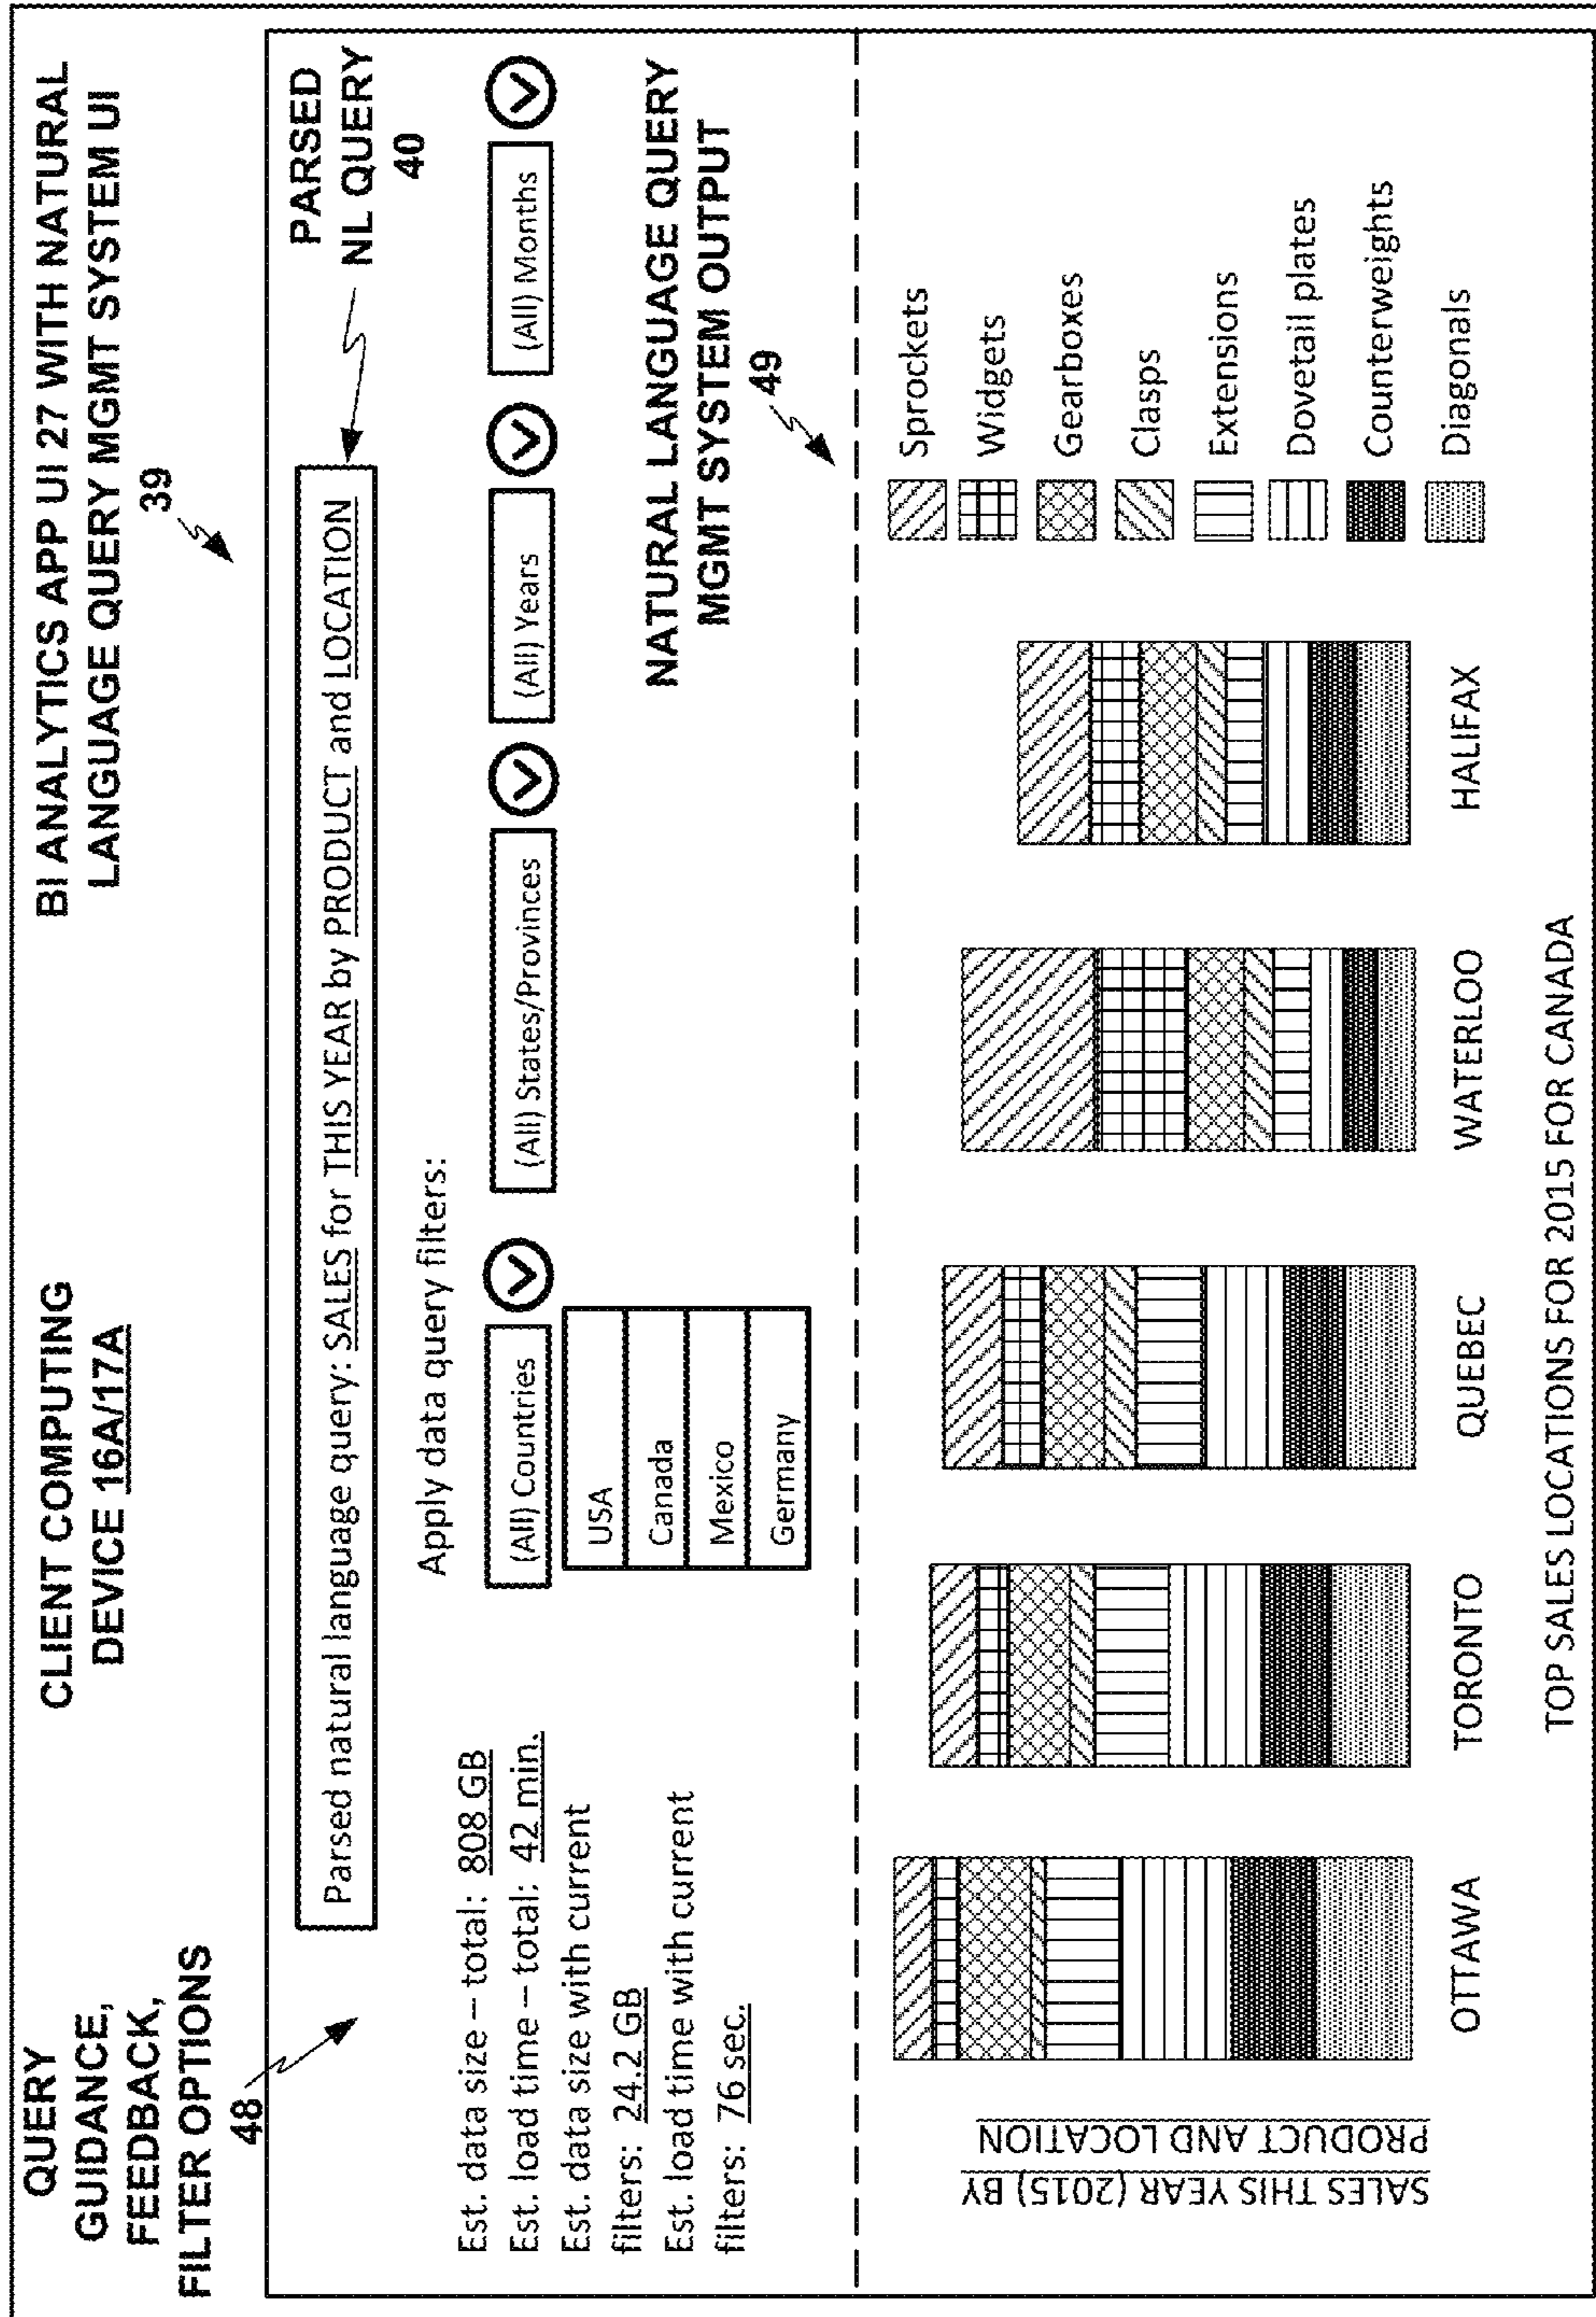 QUERY
GUIDANCE,
FEEDBACK,
FILTER OPTIONS
48
CLIENT COMPUTING
DEVICE 16A/17A
BI ANALYTICS APP UI 27 WITH NATURAL
LANGUAGE QUERY MGMT SYSTEM UI
39
Parsed natural language query: SALES for THIS YEAR by PRODUCT and LOCATION
PARSED
NL QUERY
40
Est. data size – total: 808 GB
Est. load time – total: 42 min.
Est. data size with current
filters: 24.2 GB
Est. load time with current
filters: 76 sec.
Apply data query filters:
(All) Countries
USA
Canada
Mexico
Germany
(All) States/Provinces
(All) Years
(All) Months
NATURAL LANGUAGE QUERY
MGMT SYSTEM OUTPUT
49
SALES THIS YEAR (2015) BY
PRODUCT AND LOCATION
Sprockets
Widgets
Gearboxes
Clasps
Extensions
Dovetail plates
Counterweights
Diagonals
OTTAWA
TORONTO
QUEBEC
WATERLOO
HALIFAX
TOP SALES LOCATIONS FOR 2015 FOR CANADA